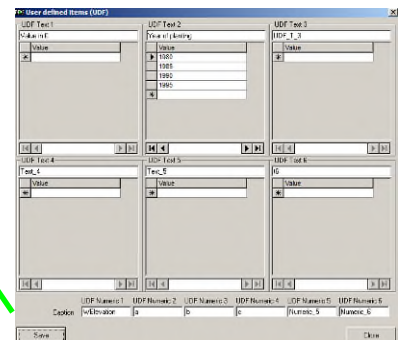 User defined Items (UDF)
UDF Text 1
UDF Text 2
UDF Text 3
Value in €
Year of planting
UDF_T_3
Value
Value
Value
1980
1985
1990
1995
UDF Text 4
UDF Text 5
UDF Text 6
Text_4
Text_5
t6
Value
Value
Value
UDF Numeric 1
UDF Numeric 2
UDF Numeric 3
UDF Numeric 4
UDF Numeric 5
UDF Numeric 6
Caption
a
b
c
Numeric_5
Numeric_6
Save
Close